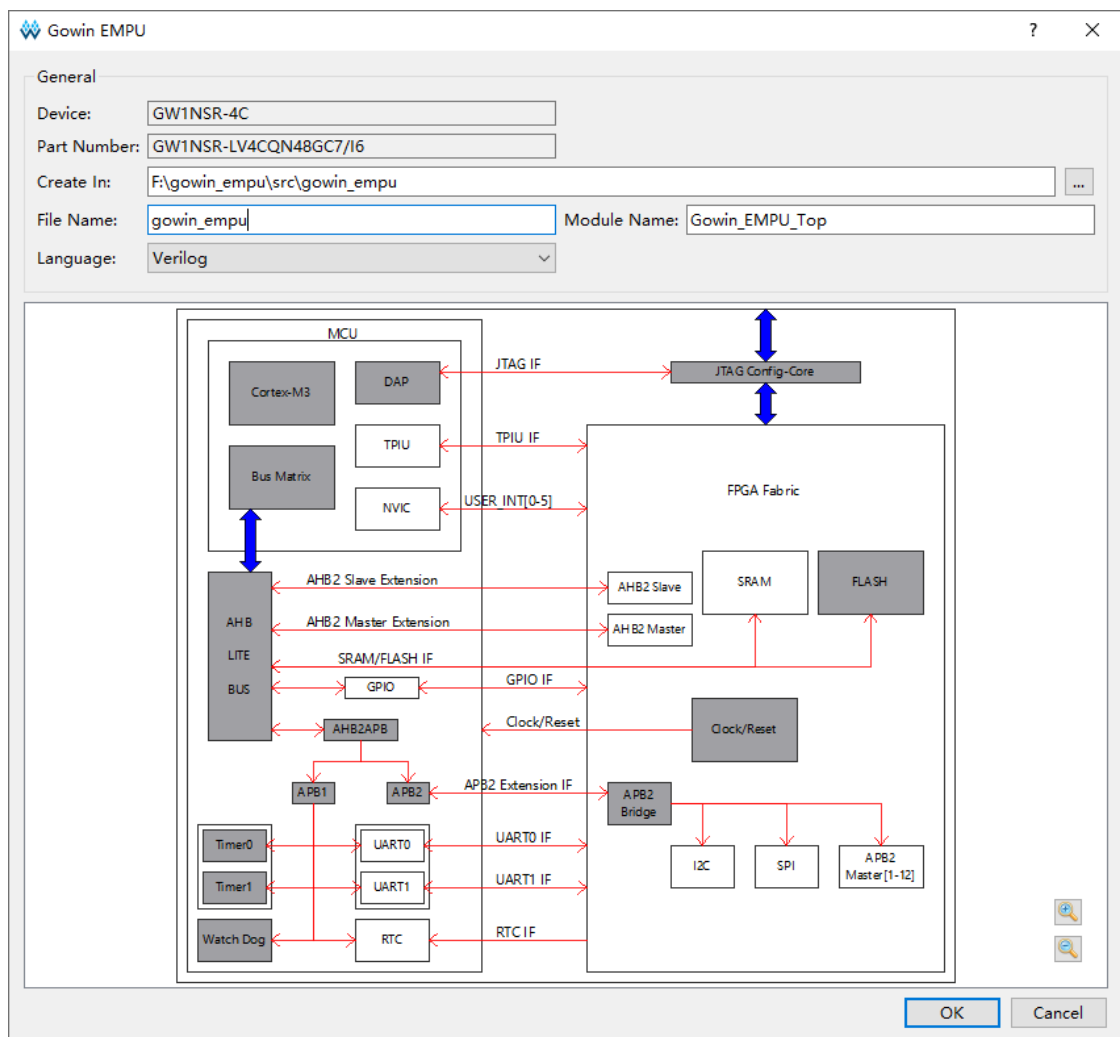 Gowin EMPU
?
General
Device: GW1NSR-4C
Part Number: GW1NSR-LV4CQN48GC7/I6
Create In: F:\gowin_empu\src\gowin_empu ...
File Name: gowin_empu Module Name: Gowin_EMPU_Top
Language: Verilog
MCU
Cortex-M3
DAP
JTAG IF
JTAG Config-Core
TPIU
TPIU IF
Bus Matrix
NVIC
USER_INT[0-5]
FPGA Fabric
AHB
LITE
BUS
AHB2 Slave Extension
AHB2 Slave
SRAM
FLASH
AHB2 Master Extension
AHB2 Master
SRAM/FLASH IF
GPIO
GPIO IF
AHB2APB
Clock/Reset
Clock/Reset
APB1
APB2
APB2 Extension IF
APB2
Bridge
Timer0
UART0
UART0 IF
I2C
SPI
APB2
Master[1-12]
Timer1
UART1
UART1 IF
Watch Dog
RTC
RTC IF
OK
Cancel